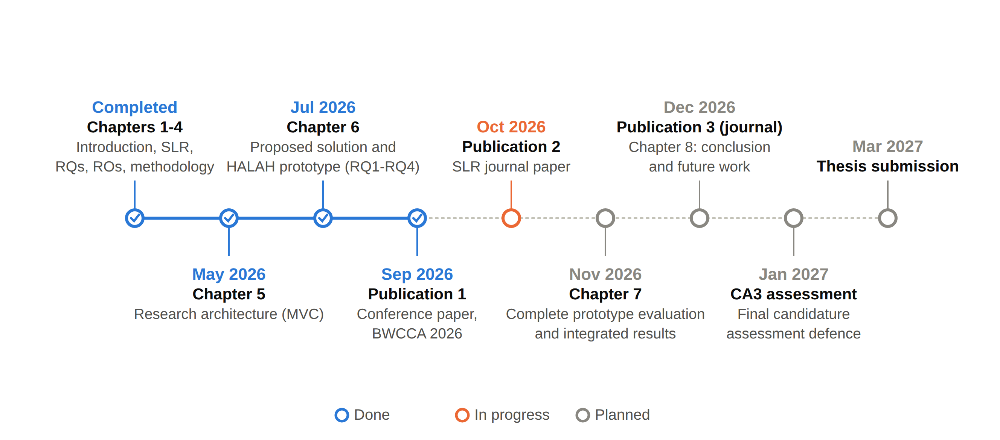 Completed
Chapters 1-4
Introduction, SLR,
RQs, ROs, methodology
May 2026
Chapter 5
Research architecture (MVC)
Jul 2026
Chapter 6
Proposed solution and
HALAH prototype (RQ1-RQ4)
Sep 2026
Publication 1
Conference paper,
BWCCA 2026
Oct 2026
Publication 2
SLR journal paper
Nov 2026
Chapter 7
Complete prototype evaluation
and integrated results
Dec 2026
Publication 3 (journal)
Chapter 8: conclusion
and future work
Jan 2027
CA3 assessment
Final candidature
assessment defence
Mar 2027
Thesis submission
Done
In progress
Planned